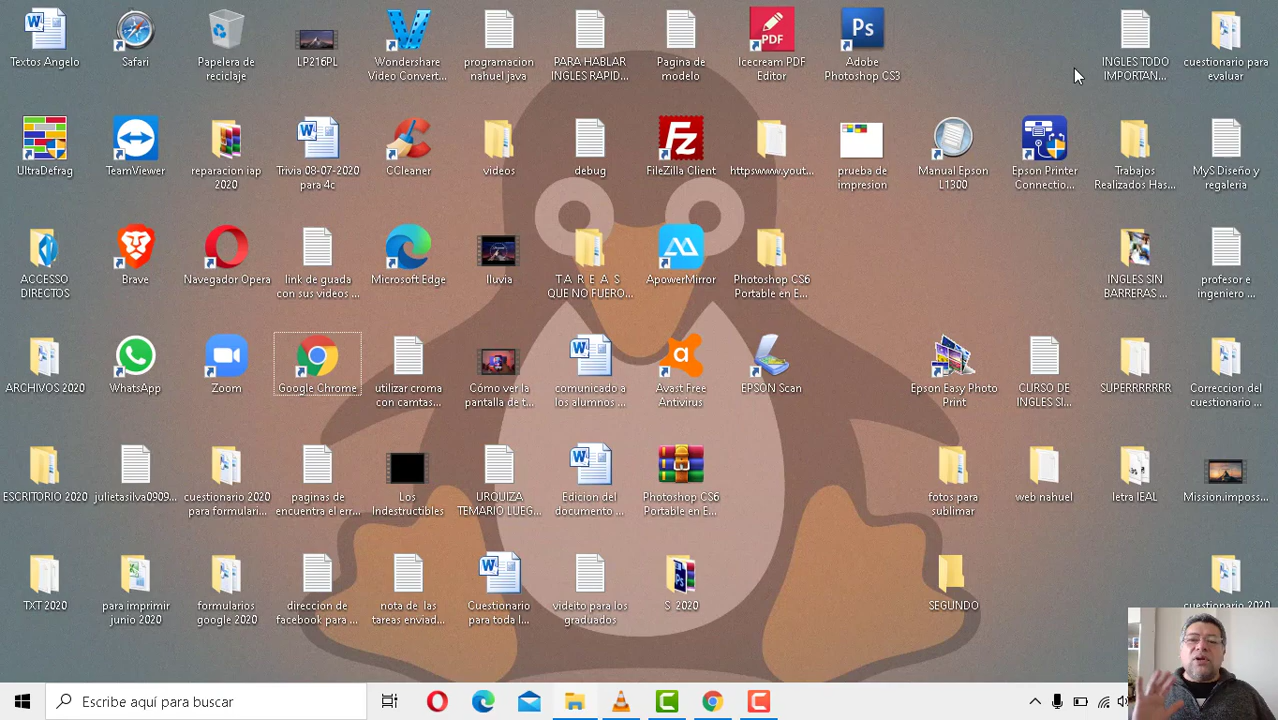 Textos Angelo
Safari
Papelera de
reciclaje
LP216PL
Wondershare
Video Convert...
programacion
nahuel java
PARA HABLAR
INGLES RAPID...
Pagina de
modelo
Icecream PDF
Editor
Adobe
Photoshop CS3
INGLES TODO
IMPORTAN...
cuestionario para
evaluar
UltraDefrag
TeamViewer
reparacion iap
2020
Trivia 08-07-2020
para 4c
CCleaner
videos
debug
FileZilla Client
httpswww.yout...
prueba de
impresion
Manual Epson
L1300
Epson Printer
Connectio...
Trabajos
Realizados Has...
MyS Diseño y
regaleria
ACCESSO
DIRECTOS
Brave
Navegador Opera
link de guada
con sus videos ...
Microsoft Edge
lluvia
T A R E A S
QUE NO FUERO...
ApowerMirror
Photoshop CS6
Portable en E...
INGLES SIN
BARRERAS ...
profesor e
ingeniero ...
ARCHIVOS 2020
WhatsApp
Zoom
Google Chrome
utilizar croma
con camtas...
Cómo ver la
pantalla de t...
comunicado a
los alumnos ...
Avast Free
Antivirus
EPSON Scan
Epson Easy Photo
Print
CURSO DE
INGLES SI...
SUPERRRRRRR
Correccion del
cuestionario ...
ESCRITORIO 2020
julietasilva0909...
cuestionario 2020
para formulari...
paginas de
encuentra el err...
Los
Indestructibles
URQUIZA
TEMARIO LUEG...
Edicion del
documento ...
Photoshop CS6
Portable en E...
fotos para
sublimar
web nahuel
letra IEAL
Mission.imposs...
TXT 2020
para imprimir
junio 2020
formularios
google 2020
direccion de
facebook para ...
nota de las
tareas enviad...
Cuestionario
para toda l...
videito para los
graduados
S 2020
SEGUNDO
cuestionario 2020
Escribe aquí para buscar